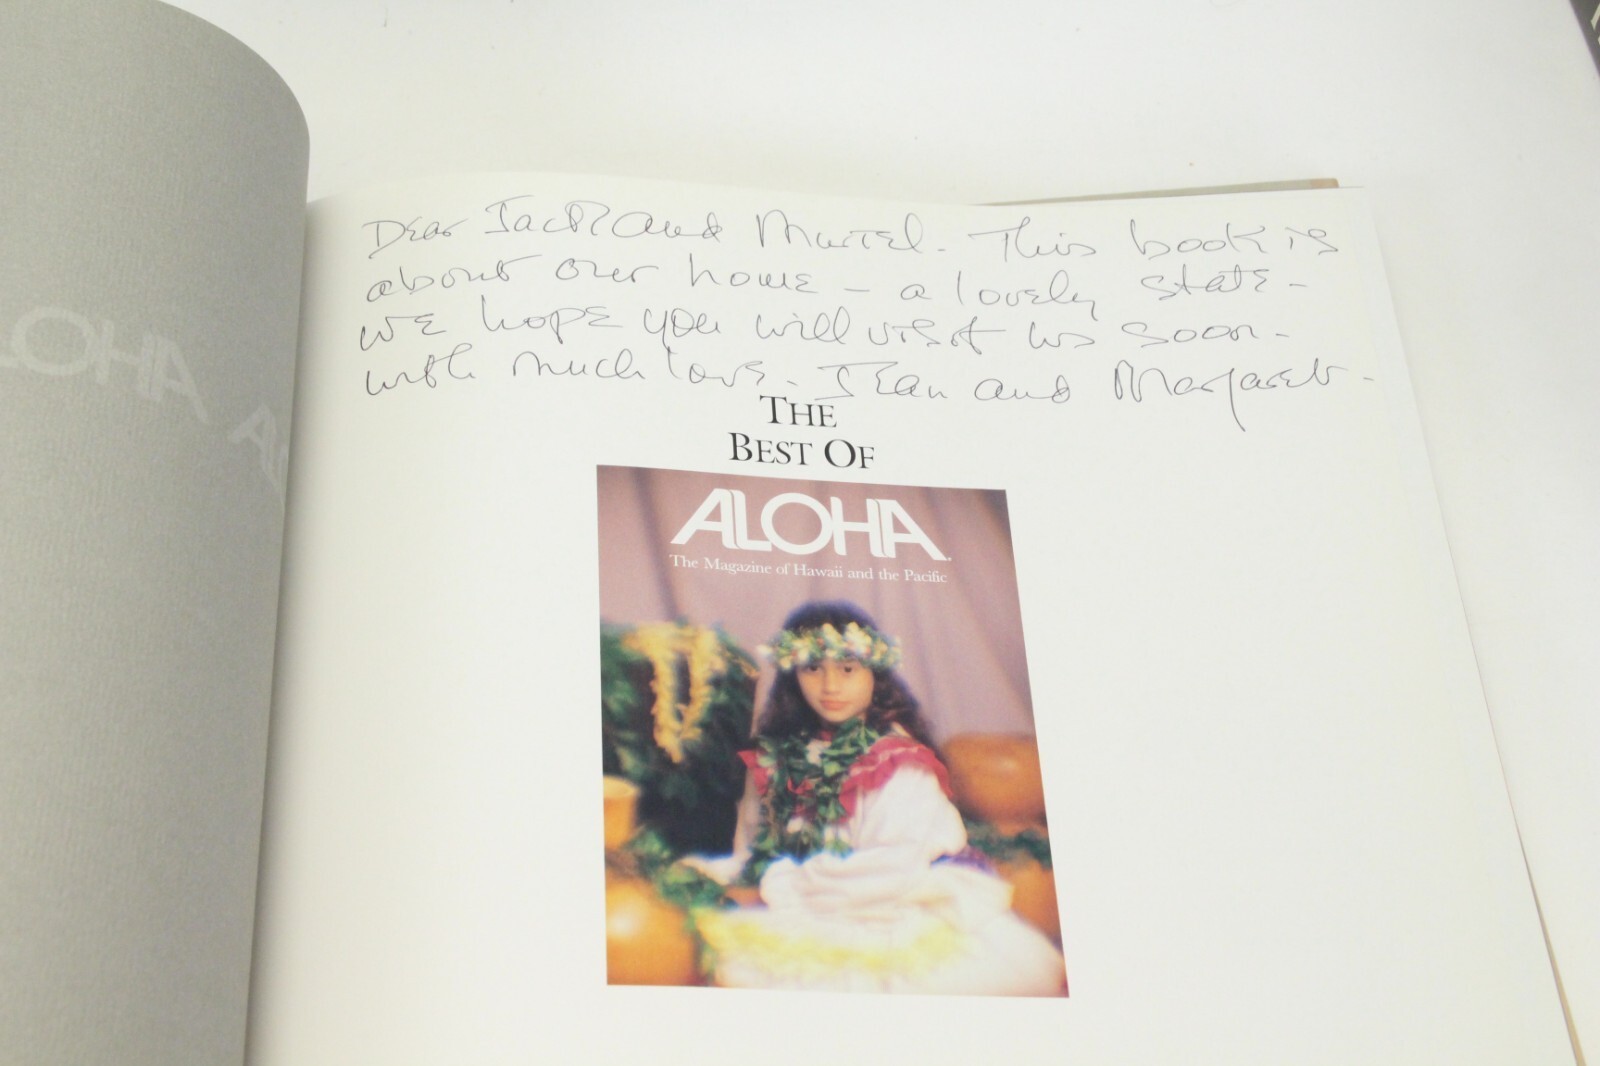 Dear Jack and Muriel. This book is
about our home – a lovely state –
we hope you will visit us soon –
with much love. Jean and Margaret –
THE
BEST OF
ALOHA
The Magazine of Hawaii and the Pacific
LOHA